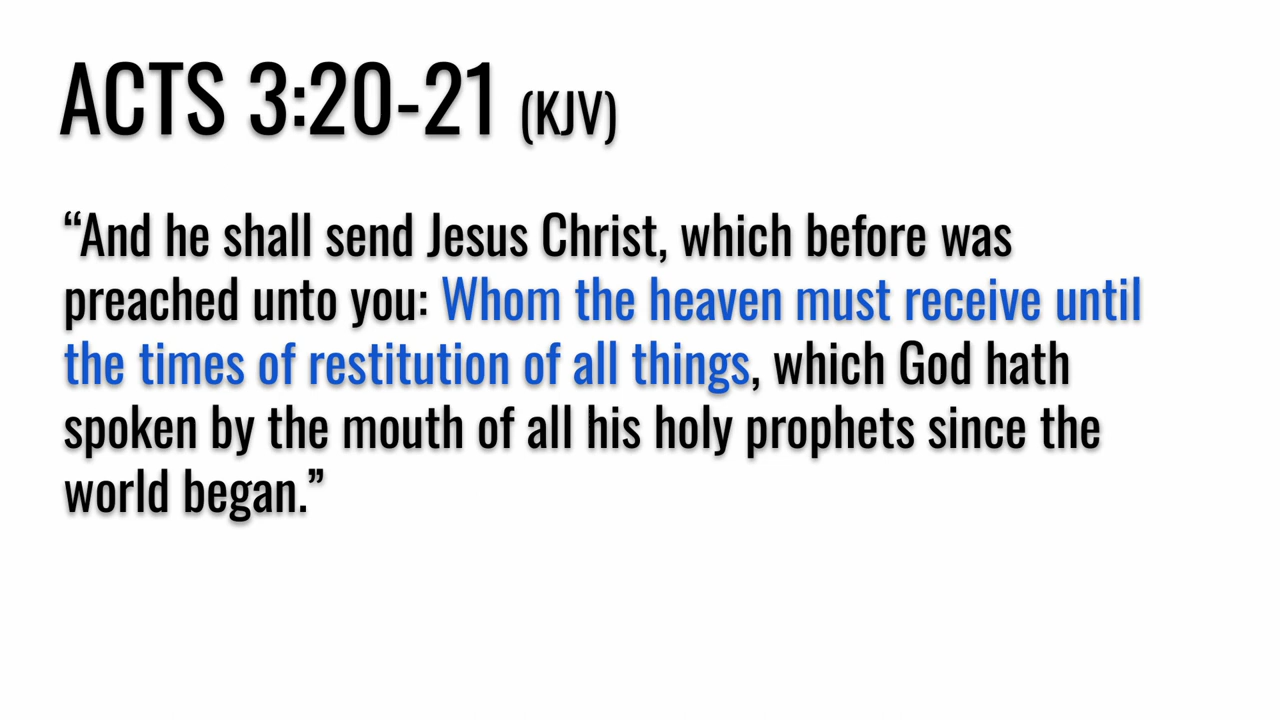 ACTS 3:20-21 (KJV)
“And he shall send Jesus Christ, which before was
preached unto you: Whom the heaven must receive until
the times of restitution of all things, which God hath
spoken by the mouth of all his holy prophets since the
world began.”